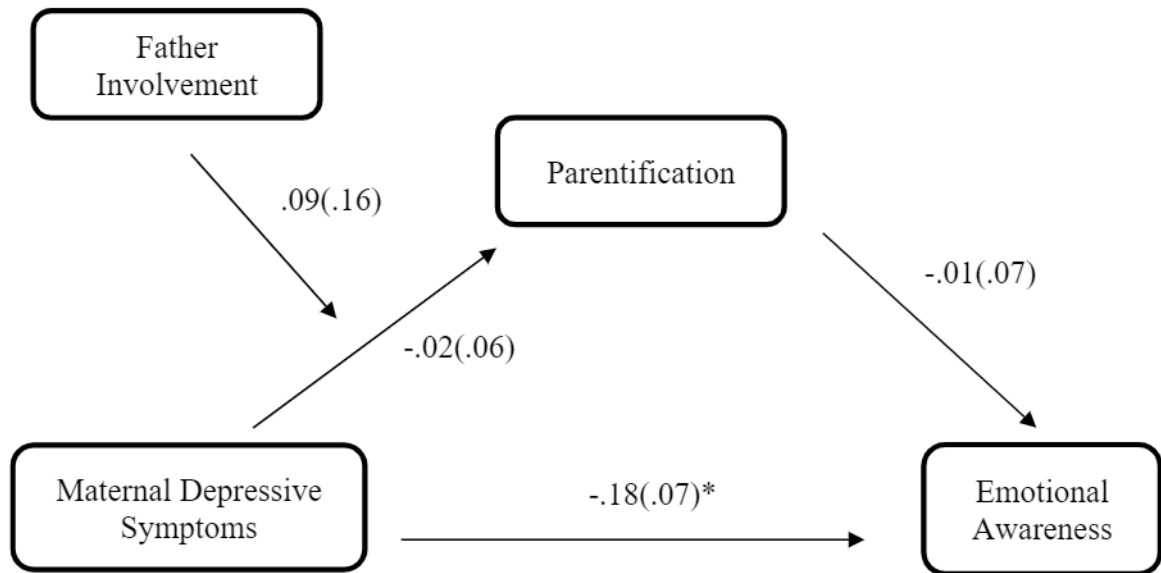 Father
Involvement
Parentification
.09(.16)
-.01(.07)
-.02(.06)
Maternal Depressive
Symptoms
-.18(.07)*
Emotional
Awareness